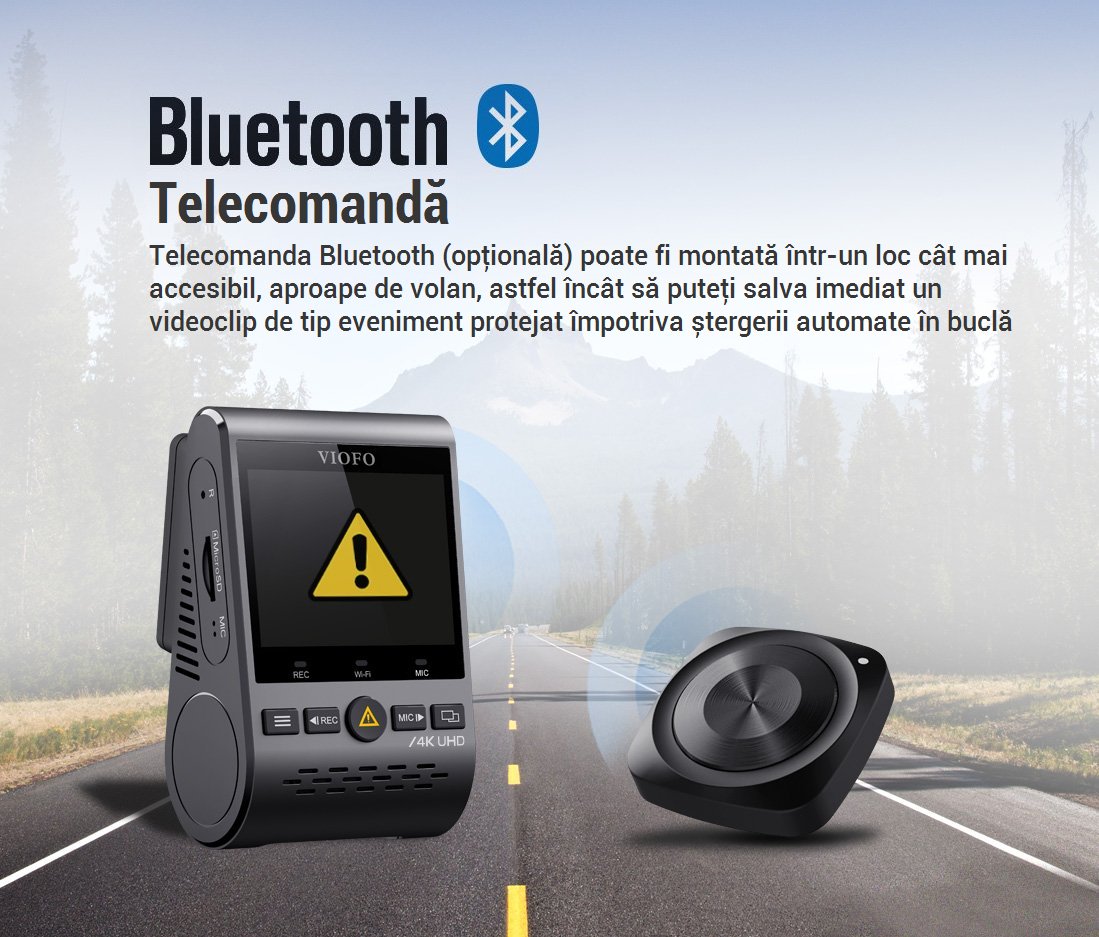 Bluetooth
Telecomandă
Telecomanda Bluetooth (opțională) poate fi montată într-un loc cât mai
accesibil, aproape de volan, astfel încât să puteți salva imediat un
videoclip de tip eveniment protejat împotriva ștergerii automate în buclă
VIOFO
R
MicroSD
MIC
REC Wi-Fi MIC
REC MIC
4K UHD